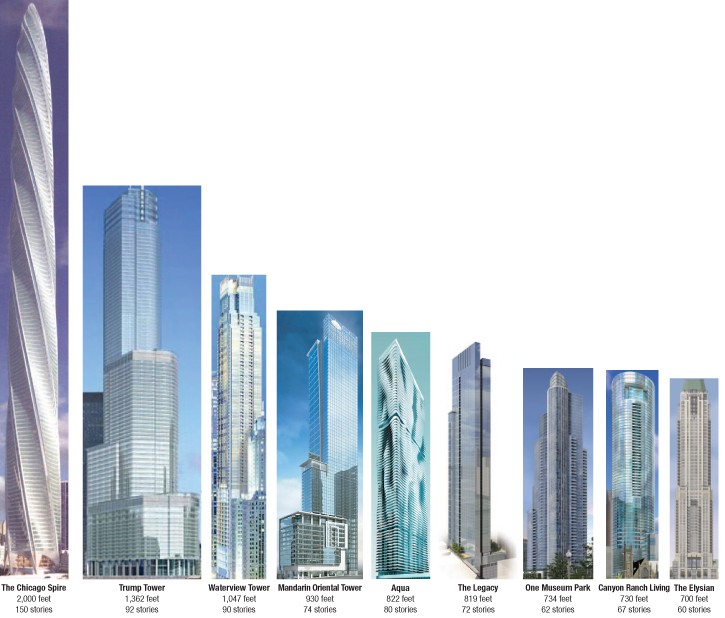 The Chicago Spire
2,000 feet
150 stories
Trump Tower
1,362 feet
92 stories
Waterview Tower
1,047 feet
90 stories
Mandarin Oriental Tower
930 feet
74 stories
Aqua
822 feet
80 stories
The Legacy
819 feet
72 stories
One Museum Park
734 feet
62 stories
Canyon Ranch Living
730 feet
67 stories
The Elysian
700 feet
60 stories